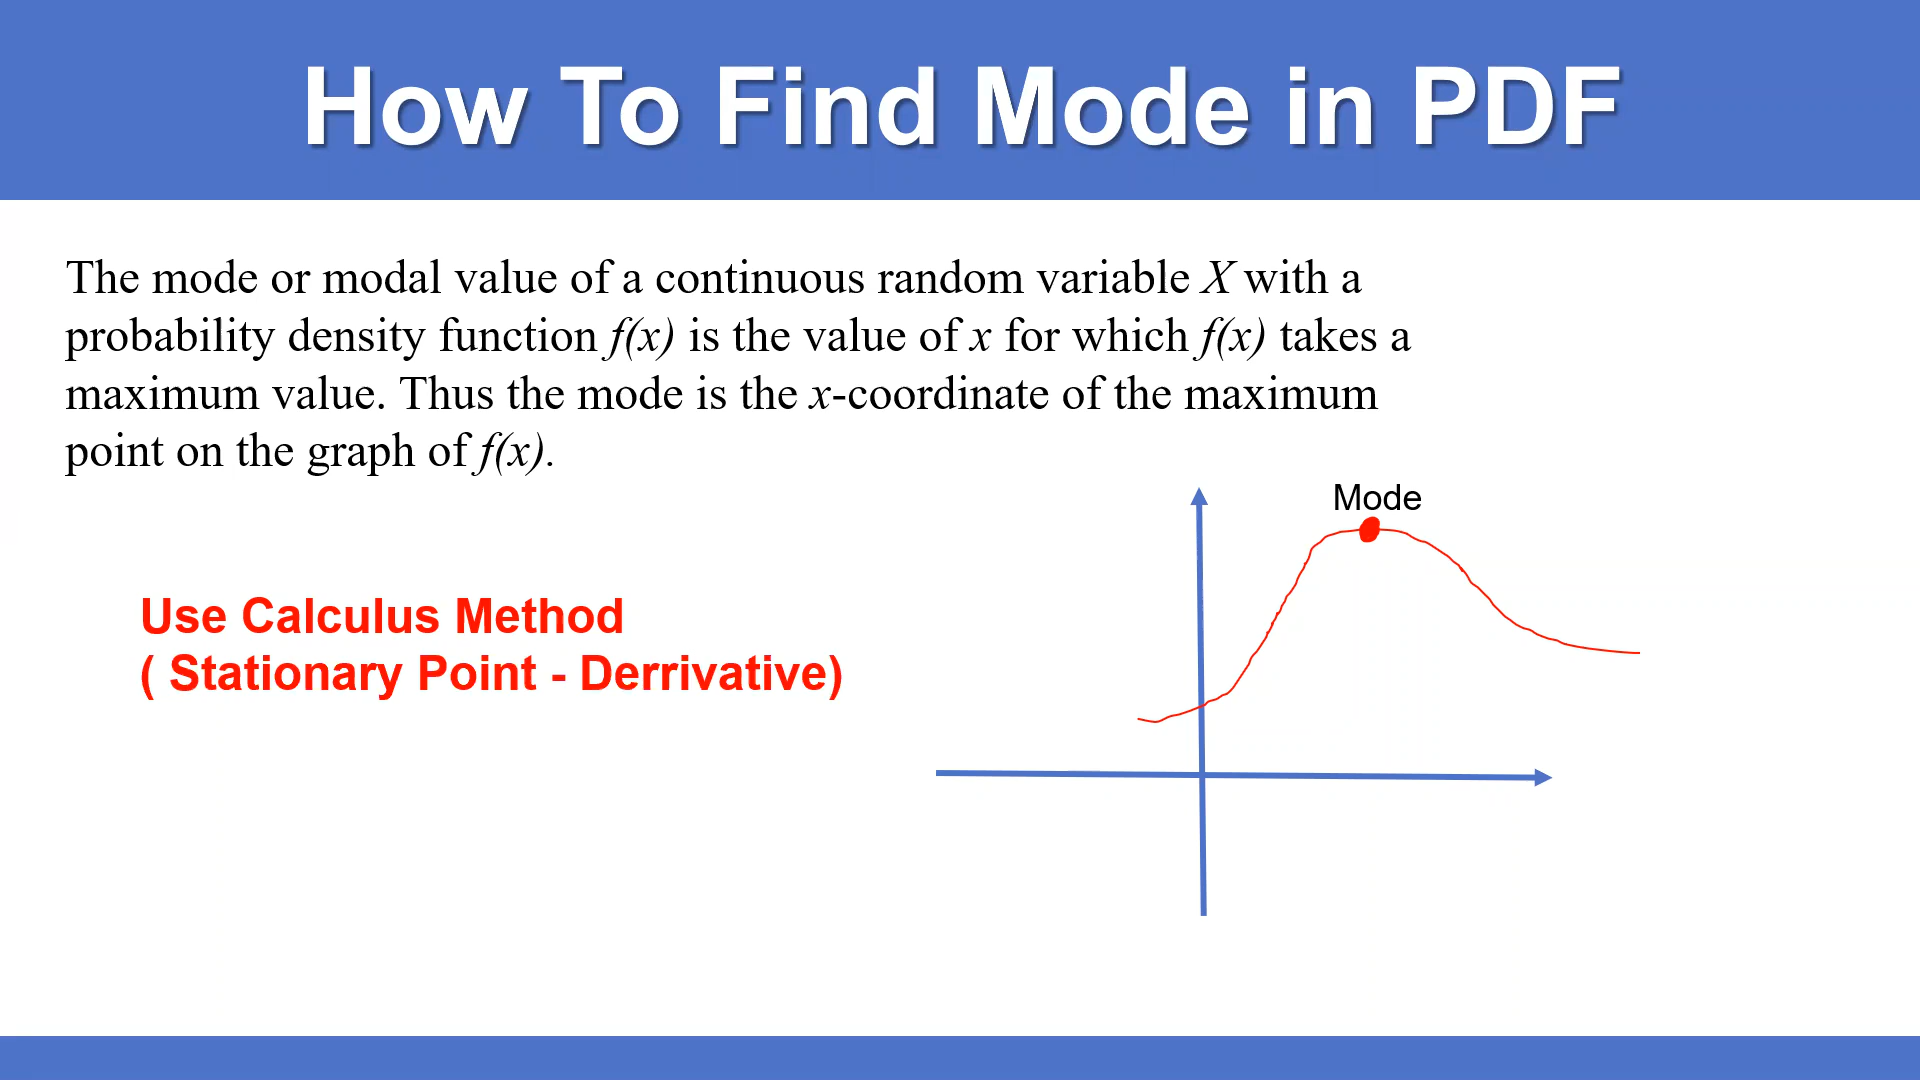 How To Find Mode in PDF
The mode or modal value of a continuous random variable X with a
probability density function f(x) is the value of x for which f(x) takes a
maximum value. Thus the mode is the x-coordinate of the maximum
point on the graph of f(x).
Mode
Use Calculus Method
( Stationary Point - Derrivative)